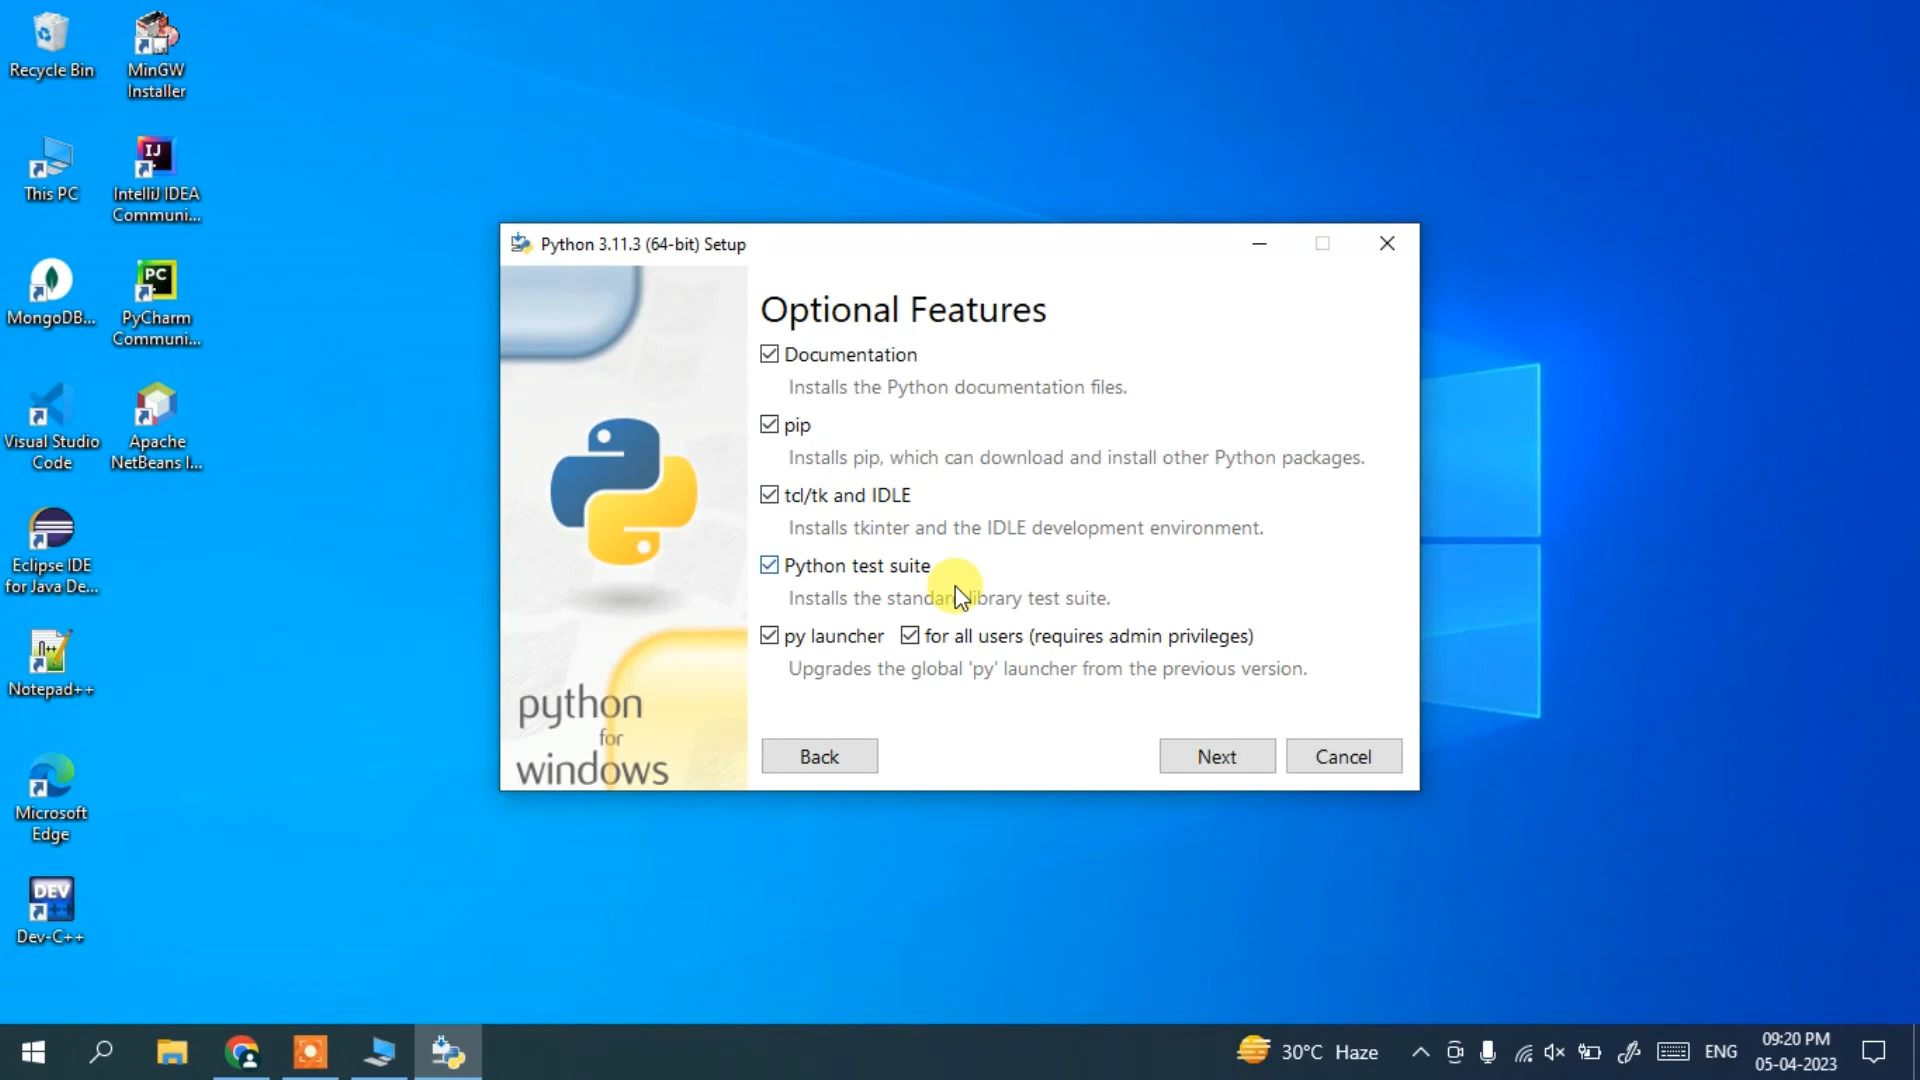 Recycle Bin
MinGW
Installer
This PC
IJ
IntelliJ IDEA
Communi...
MongoDB...
PC
PyCharm
Communi...
Visual Studio
Code
Apache
NetBeans I...
Eclipse IDE
for Java De...
Notepad++
Microsoft
Edge
DEV
Dev-C++
Python 3.11.3 (64-bit) Setup
Optional Features
Documentation
Installs the Python documentation files.
pip
Installs pip, which can download and install other Python packages.
tcl/tk and IDLE
Installs tkinter and the IDLE development environment.
Python test suite
Installs the standard library test suite.
py launcher for all users (requires admin privileges)
Upgrades the global 'py' launcher from the previous version.
python
for
windows
Back
Next
Cancel
30°C Haze
ENG
09:20 PM
05-04-2023